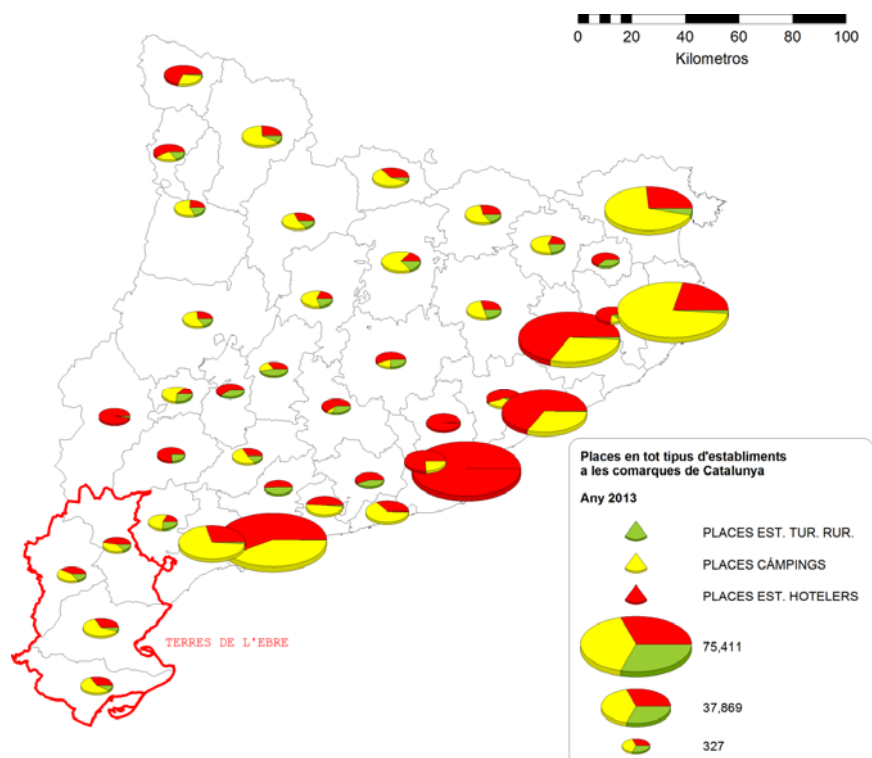 0 20 40 60 80 100
Kilometros
Places en tot tipus d'establiments
a les comarques de Catalunya
Any 2013
PLACES EST. TUR. RUR.
PLACES CÁMPINGS
PLACES EST. HOTELERS
75,411
37,869
327
TERRES DE L'EBRE